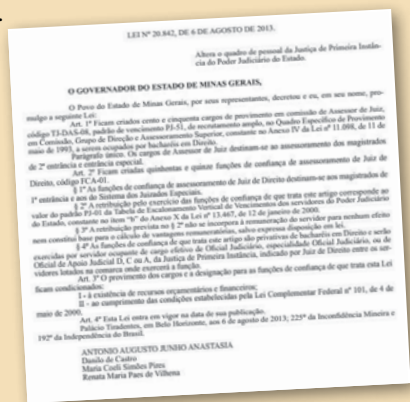 LEI Nº 20.842, DE 6 DE AGOSTO DE 2013.
Altera o quadro de pessoal da Justiça de Primeira Instân-
cia do Poder Judiciário do Estado.
O GOVERNADOR DO ESTADO DE MINAS GERAIS,
O Povo do Estado de Minas Gerais, por seus representantes, decretou e eu, em seu nome, pro-
mulgo a seguinte Lei:
Art. 1º Ficam criados cento e cinquenta cargos de provimento em comissão de Assessor de Juiz,
código TJ-DAS-08, padrão de vencimento PJ-51, de recrutamento amplo, no Quadro Específico de Provimento
em Comissão, Grupo de Direção e Assessoramento Superior, constante no Anexo IV da Lei nº 11.098, de 11 de
maio de 1993, a serem ocupados por bacharéis em Direito.
Parágrafo único. Os cargos de Assessor de Juiz destinam-se ao assessoramento dos magistrados
de 2ª entrância e entrância especial.
Art. 2º Ficam criadas quinhentas e quinze funções de confiança de assessoramento de Juiz de
Direito, código FCA-01.
§ 1º As funções de confiança de assessoramento de Juiz de Direito destinam-se aos magistrados de
1ª entrância e aos do Sistema dos Juizados Especiais.
§ 2º A retribuição pelo exercício das funções de confiança de que trata este artigo corresponde ao
valor do padrão PJ-01 da Tabela de Escalonamento Vertical de Vencimentos dos servidores do Poder Judiciário
do Estado, constante no item "b" do Anexo X da Lei nº 13.467, de 12 de janeiro de 2000.
§ 3º A retribuição prevista no § 2º não se incorporará à remuneração do servidor para nenhum efeito
nem constitui base para o cálculo de vantagens remuneratórias, salvo expressa disposição em lei.
§ 4º As funções de confiança de que trata este artigo são privativas de bacharéis em Direito e serão
exercidas por servidor ocupante de cargo efetivo de Oficial Judiciário, especialidade Oficial Judiciário, ou de
Oficial de Apoio Judicial D, C ou A, da Justiça de Primeira Instância, indicado por Juiz de Direito entre os ser-
vidores lotados na comarca onde exercerá a função.
Art. 3º O provimento dos cargos e a designação para as funções de confiança de que trata esta Lei
ficam condicionados:
I - à existência de recursos orçamentários e financeiros;
II - ao cumprimento das condições estabelecidas pela Lei Complementar Federal nº 101, de 4 de
maio de 2000.
Art. 4º Esta Lei entra em vigor na data de sua publicação.
Palácio Tiradentes, em Belo Horizonte, aos 6 de agosto de 2013; 225º da Inconfidência Mineira e
192º da Independência do Brasil.
ANTONIO AUGUSTO JUNHO ANASTASIA
Danilo de Castro
Maria Coeli Simões Pires
Renata Maria Paes de Vilhena